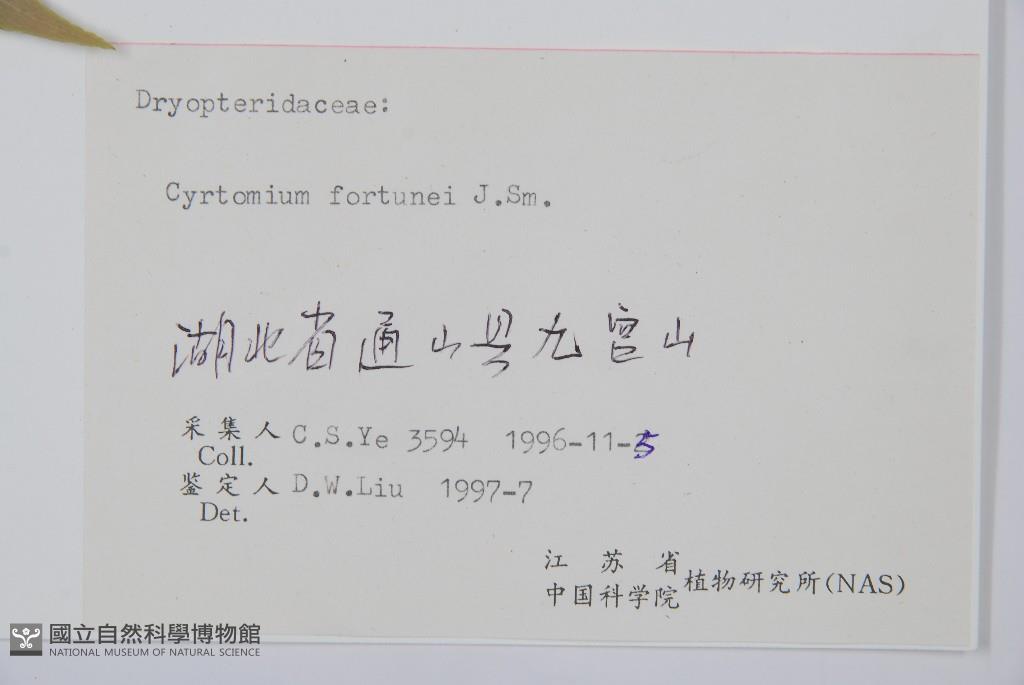 Dryopteridaceae:
Cyrtomium fortunei J.Sm.
湖北省通山县九宫山
采集人 C.S.Ye 3594 1996-11-5
Coll.
鉴定人 D.W.Liu 1997-7
Det.
江苏省
中国科学院植物研究所(NAS)
國立自然科學博物館
NATIONAL MUSEUM OF NATURAL SCIENCE